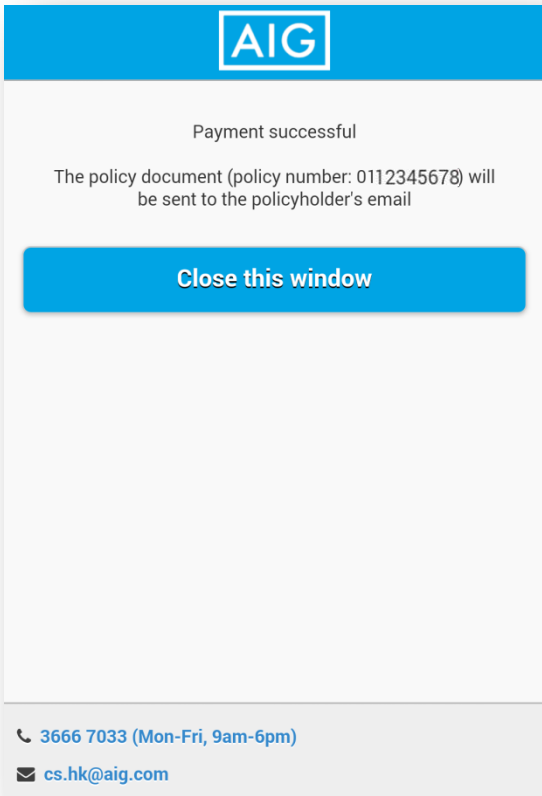 AIG
Payment successful
The policy document (policy number: 0112345678) will
be sent to the policyholder's email
Close this window
3666 7033 (Mon-Fri, 9am-6pm)
cs.hk@aig.com